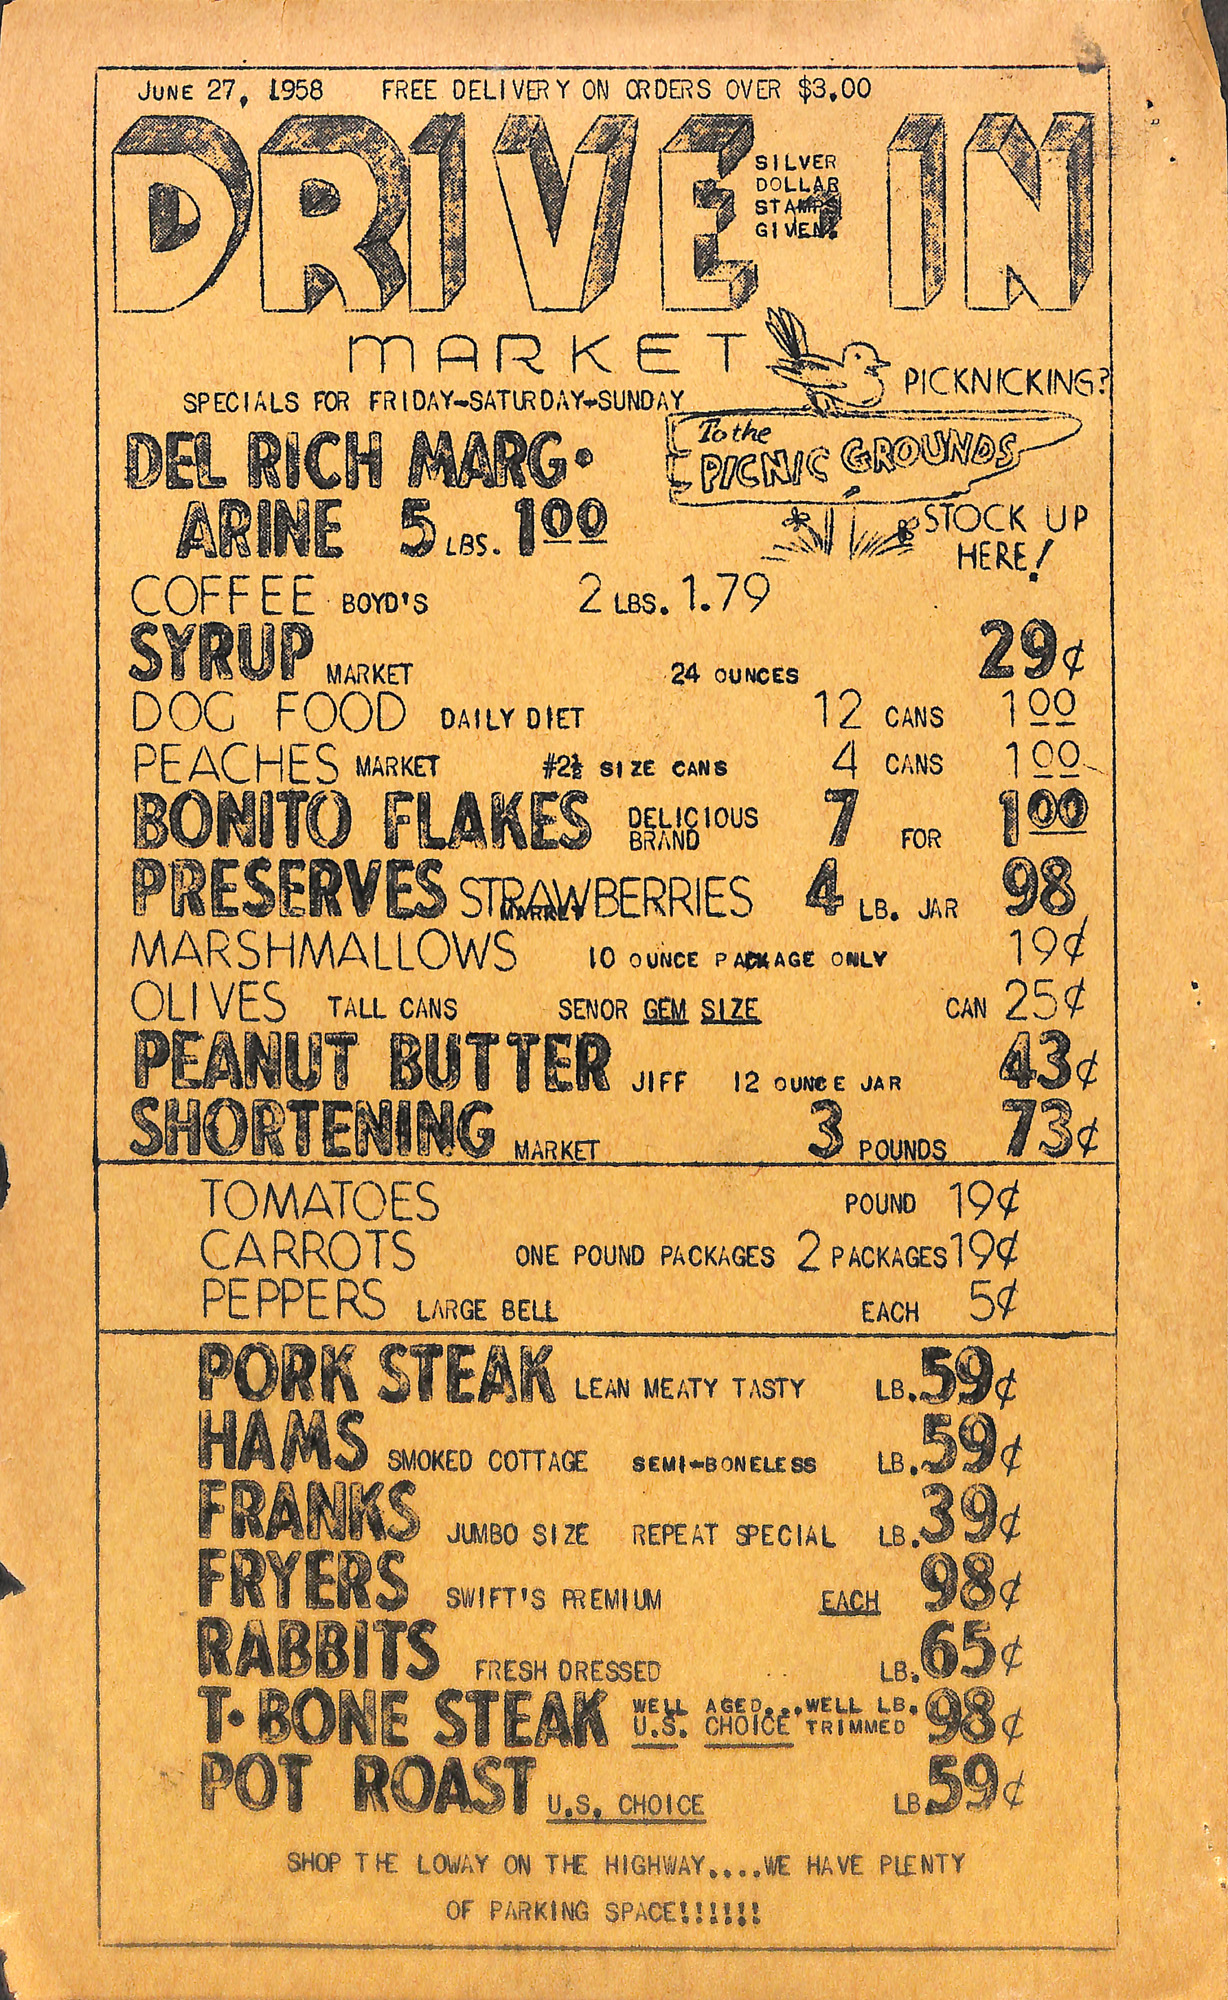 JUNE 27, 1958 FREE DELIVERY ON ORDERS OVER $3.00
DRIVE IN
SILVER
DOLLAR
STAMPS
GIVEN.
MARKET
PICKNICKING?
SPECIALS FOR FRIDAY-SATURDAY-SUNDAY
To the
PICNIC GROUNDS
STOCK UP
HERE!
DEL RICH MARG-
ARINE 5 LBS. 100
COFFEE BOYD'S 2 LBS. 1.79
SYRUP MARKET 24 OUNCES 29¢
DOG FOOD DAILY DIET 12 CANS 1 00
PEACHES MARKET #2½ SIZE CANS 4 CANS 1 00
BONITO FLAKES DELICIOUS BRAND 7 FOR 1 00
PRESERVES STRAWBERRIES MARKET 4 LB. JAR 98
MARSHMALLOWS 10 OUNCE PACKAGE ONLY 19¢
OLIVES TALL CANS SENOR GEM SIZE CAN 25¢
PEANUT BUTTER JIFF 12 OUNCE JAR 43¢
SHORTENING MARKET 3 POUNDS 73¢
TOMATOES POUND 19¢
CARROTS ONE POUND PACKAGES 2 PACKAGES 19¢
PEPPERS LARGE BELL EACH 5¢
PORK STEAK LEAN MEATY TASTY LB. 59¢
HAMS SMOKED COTTAGE SEMI-BONELESS LB. 59¢
FRANKS JUMBO SIZE REPEAT SPECIAL LB. 39¢
FRYERS SWIFT'S PREMIUM EACH 98¢
RABBITS FRESH DRESSED LB. 65¢
T-BONE STEAK WELL AGED...WELL LB. 98¢
U.S. CHOICE TRIMMED
POT ROAST U.S. CHOICE LB. 59¢
SHOP THE LOWAY ON THE HIGHWAY....WE HAVE PLENTY
OF PARKING SPACE!!!!!!